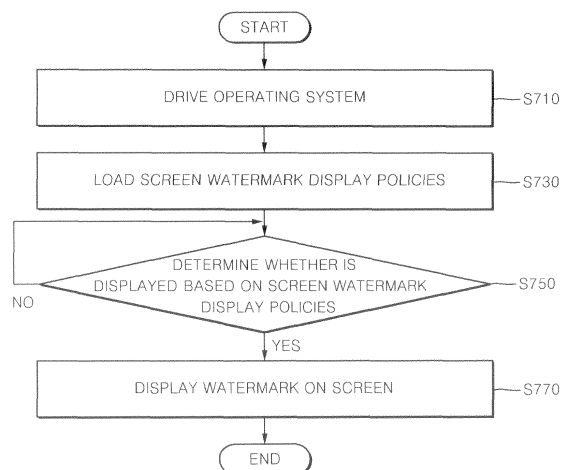 START
DRIVE OPERATING SYSTEM
S710
LOAD SCREEN WATERMARK DISPLAY POLICIES
S730
DETERMINE WHETHER IS
DISPLAYED BASED ON SCREEN WATERMARK
DISPLAY POLICIES
S750
NO
YES
DISPLAY WATERMARK ON SCREEN
S770
END